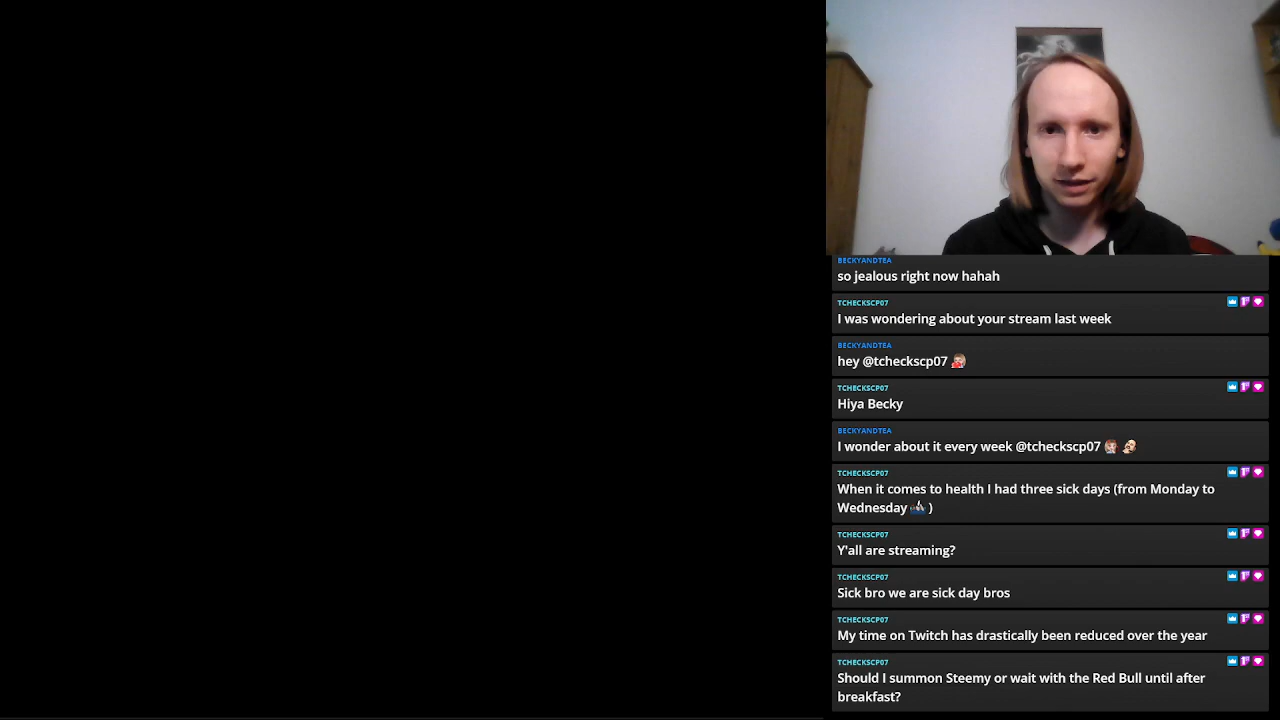 BECKYANDTEA
so jealous right now hahah
TCHECKSCP07
I was wondering about your stream last week
BECKYANDTEA
hey @tcheckscp07
TCHECKSCP07
Hiya Becky
BECKYANDTEA
I wonder about it every week @tcheckscp07
TCHECKSCP07
When it comes to health I had three sick days (from Monday to
Wednesday )
TCHECKSCP07
Y'all are streaming?
TCHECKSCP07
Sick bro we are sick day bros
TCHECKSCP07
My time on Twitch has drastically been reduced over the year
TCHECKSCP07
Should I summon Steemy or wait with the Red Bull until after
breakfast?